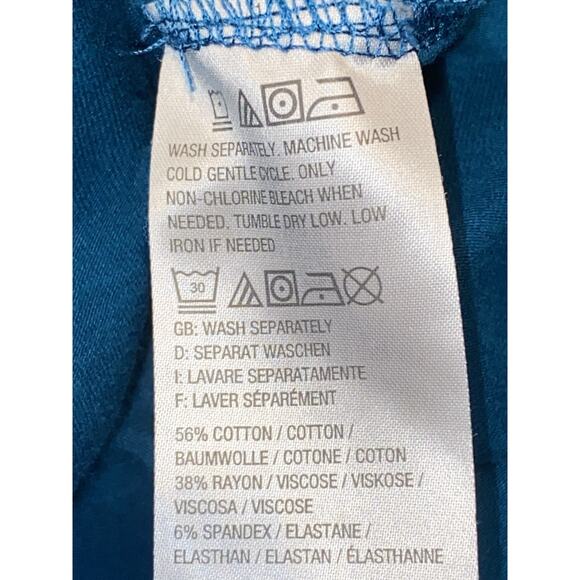 WASH SEPARATELY. MACHINE WASH
COLD GENTLE CYCLE. ONLY
NON-CHLORINE BLEACH WHEN
NEEDED. TUMBLE DRY LOW. LOW
IRON IF NEEDED
30
GB: WASH SEPARATELY
D: SEPARAT WASCHEN
I: LAVARE SEPARATAMENTE
F: LAVER SÉPARÉMENT
56% COTTON / COTTON /
BAUMWOLLE / COTONE / COTON
38% RAYON / VISCOSE / VISKOSE /
VISCOSA / VISCOSE
6% SPANDEX / ELASTANE /
ELASTHAN / ELASTAN / ÉLASTHANNE